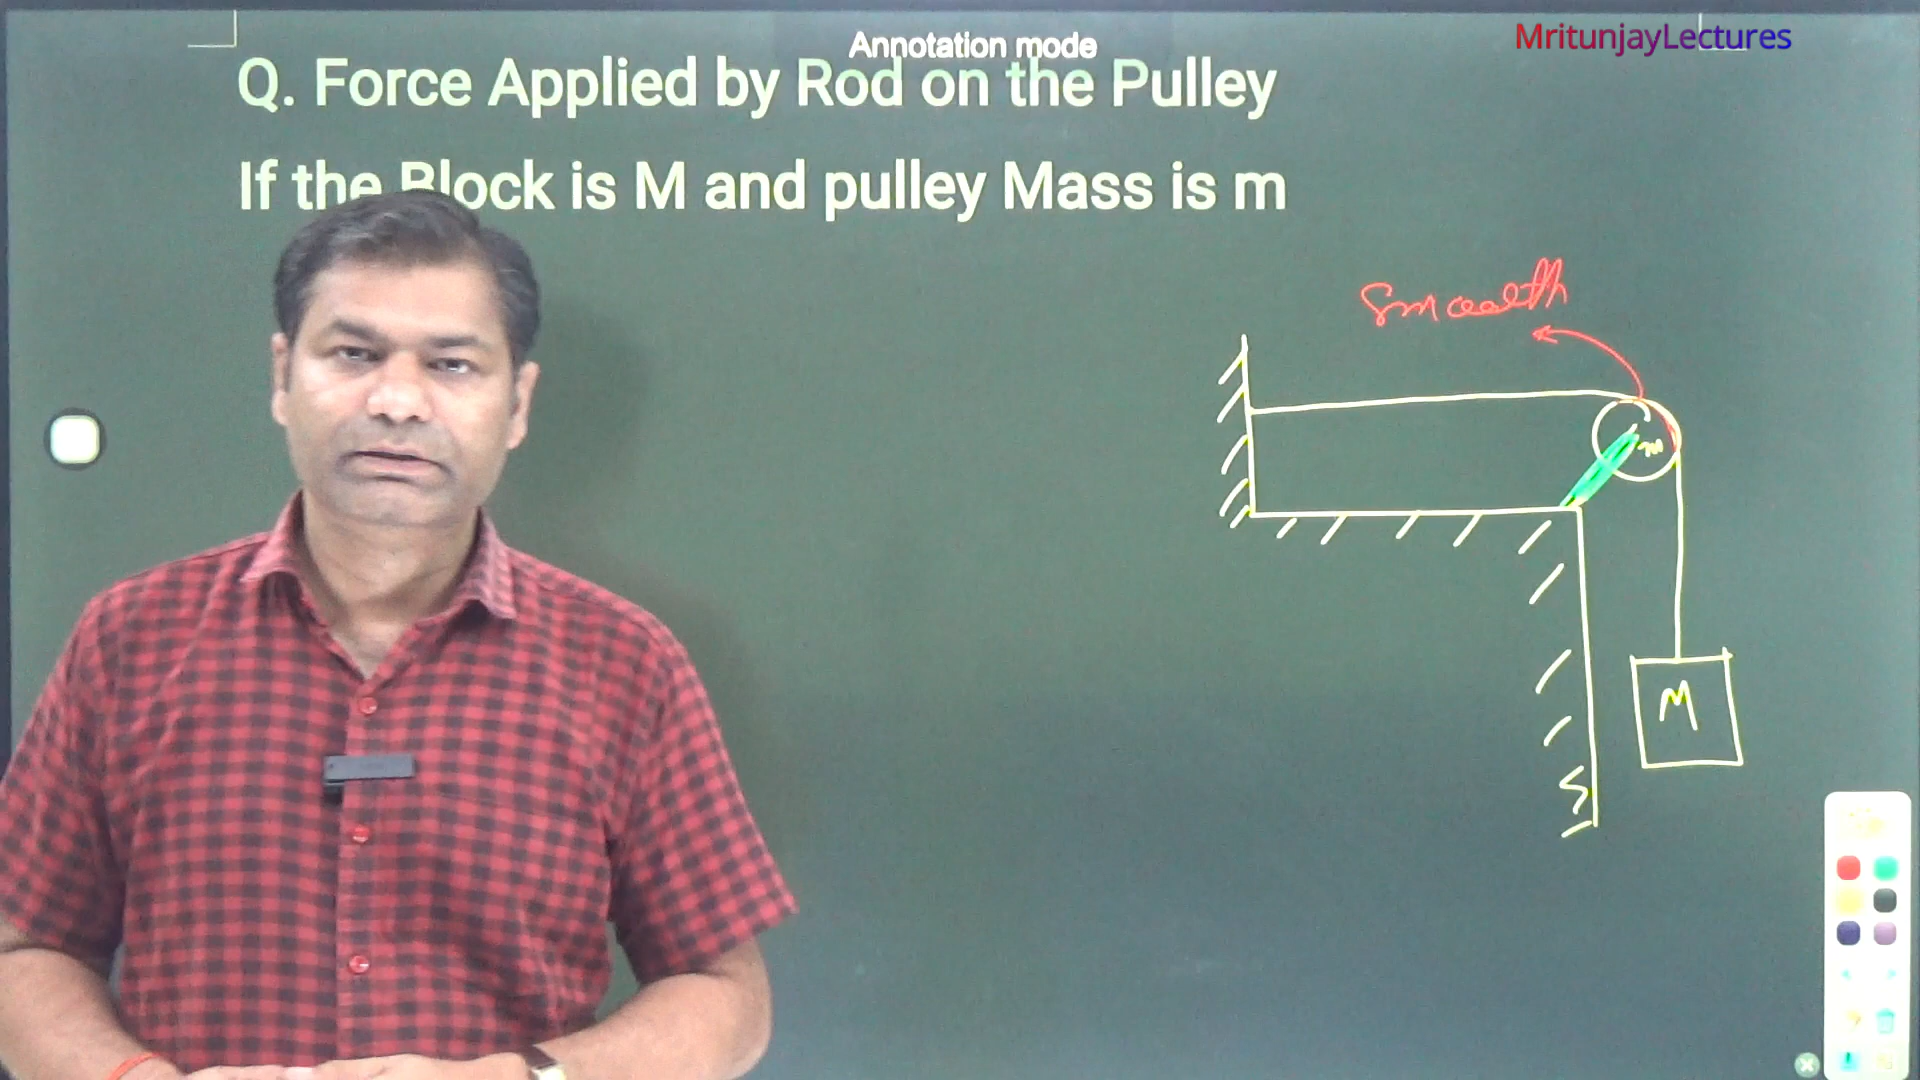 Annotation mode
MritunjayLectures
Q. Force Applied by Rod on the Pulley
If the Block is M and pulley Mass is m
Smooth
m
M